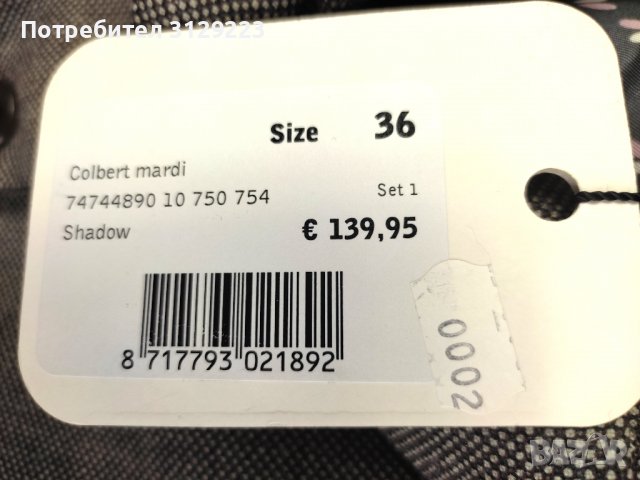 Потребител 3129223
Size 36
Colbert mardi
74744890 10 750 754 Set 1
Shadow € 139,95
8 717793 021892
0002
BAZAR